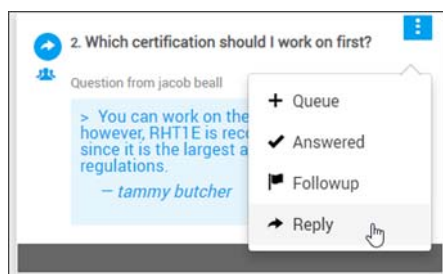 2. Which certification should I work on first?
Question from jacob beall
> You can work on the
however, RHT1E is rec
since it is the largest a
regulations.
— tammy butcher
Queue
Answered
Followup
Reply